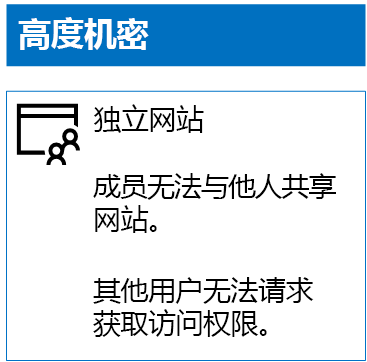 高度机密
独立网站
成员无法与他人共享
网站。
其他用户无法请求
获取访问权限。